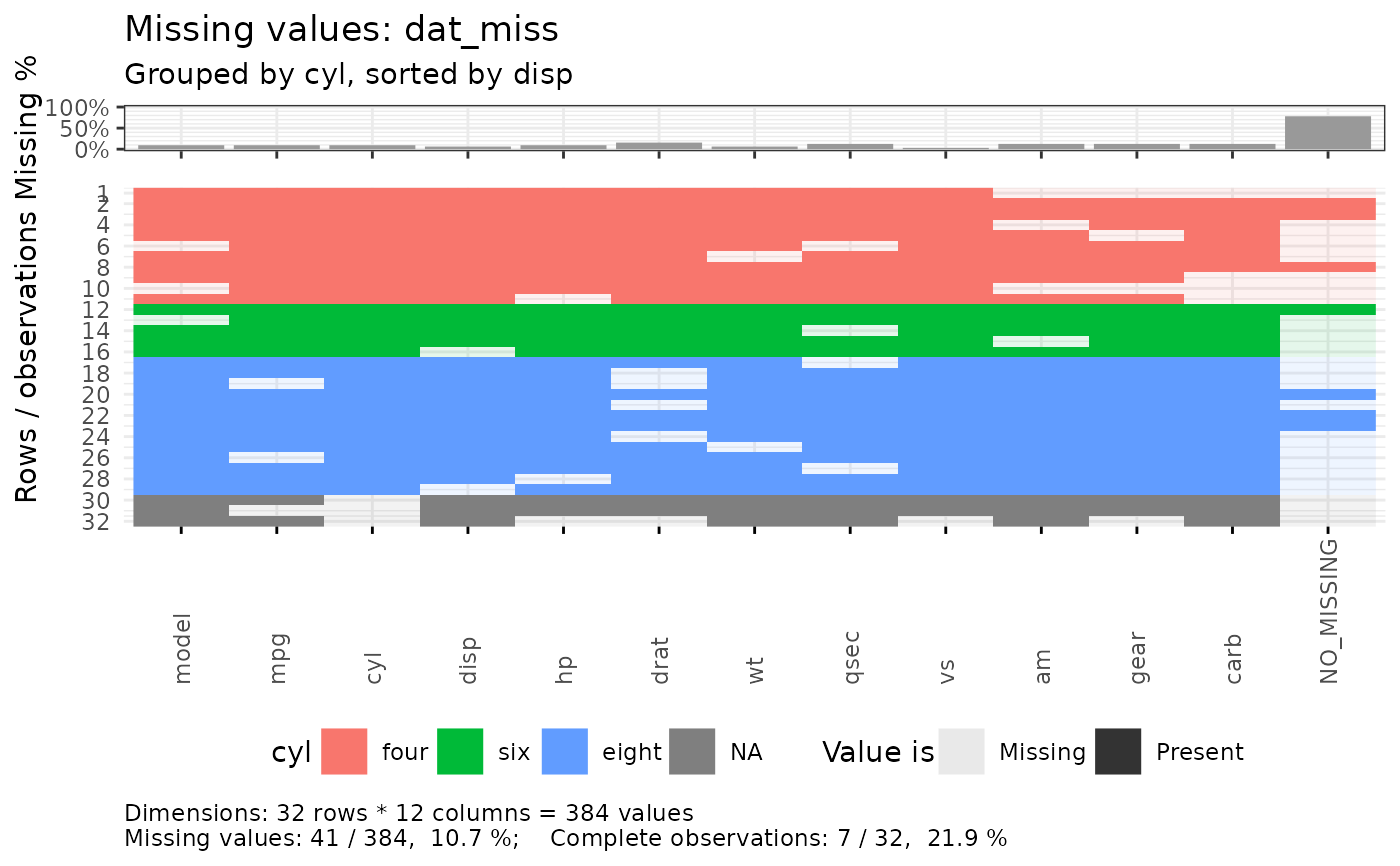 Missing values: dat_miss
Grouped by cyl, sorted by disp
Missing %
100%
50%
0%
Rows / observations
1
2
4
6
8
10
12
14
16
18
20
22
24
26
28
30
32
model
mpg
cyl
disp
hp
drat
wt
qsec
vs
am
gear
carb
NO_MISSING
cyl four six eight NA Value is Missing Present
Dimensions: 32 rows * 12 columns = 384 values
Missing values: 41 / 384,  10.7 %;    Complete observations: 7 / 32,  21.9 %